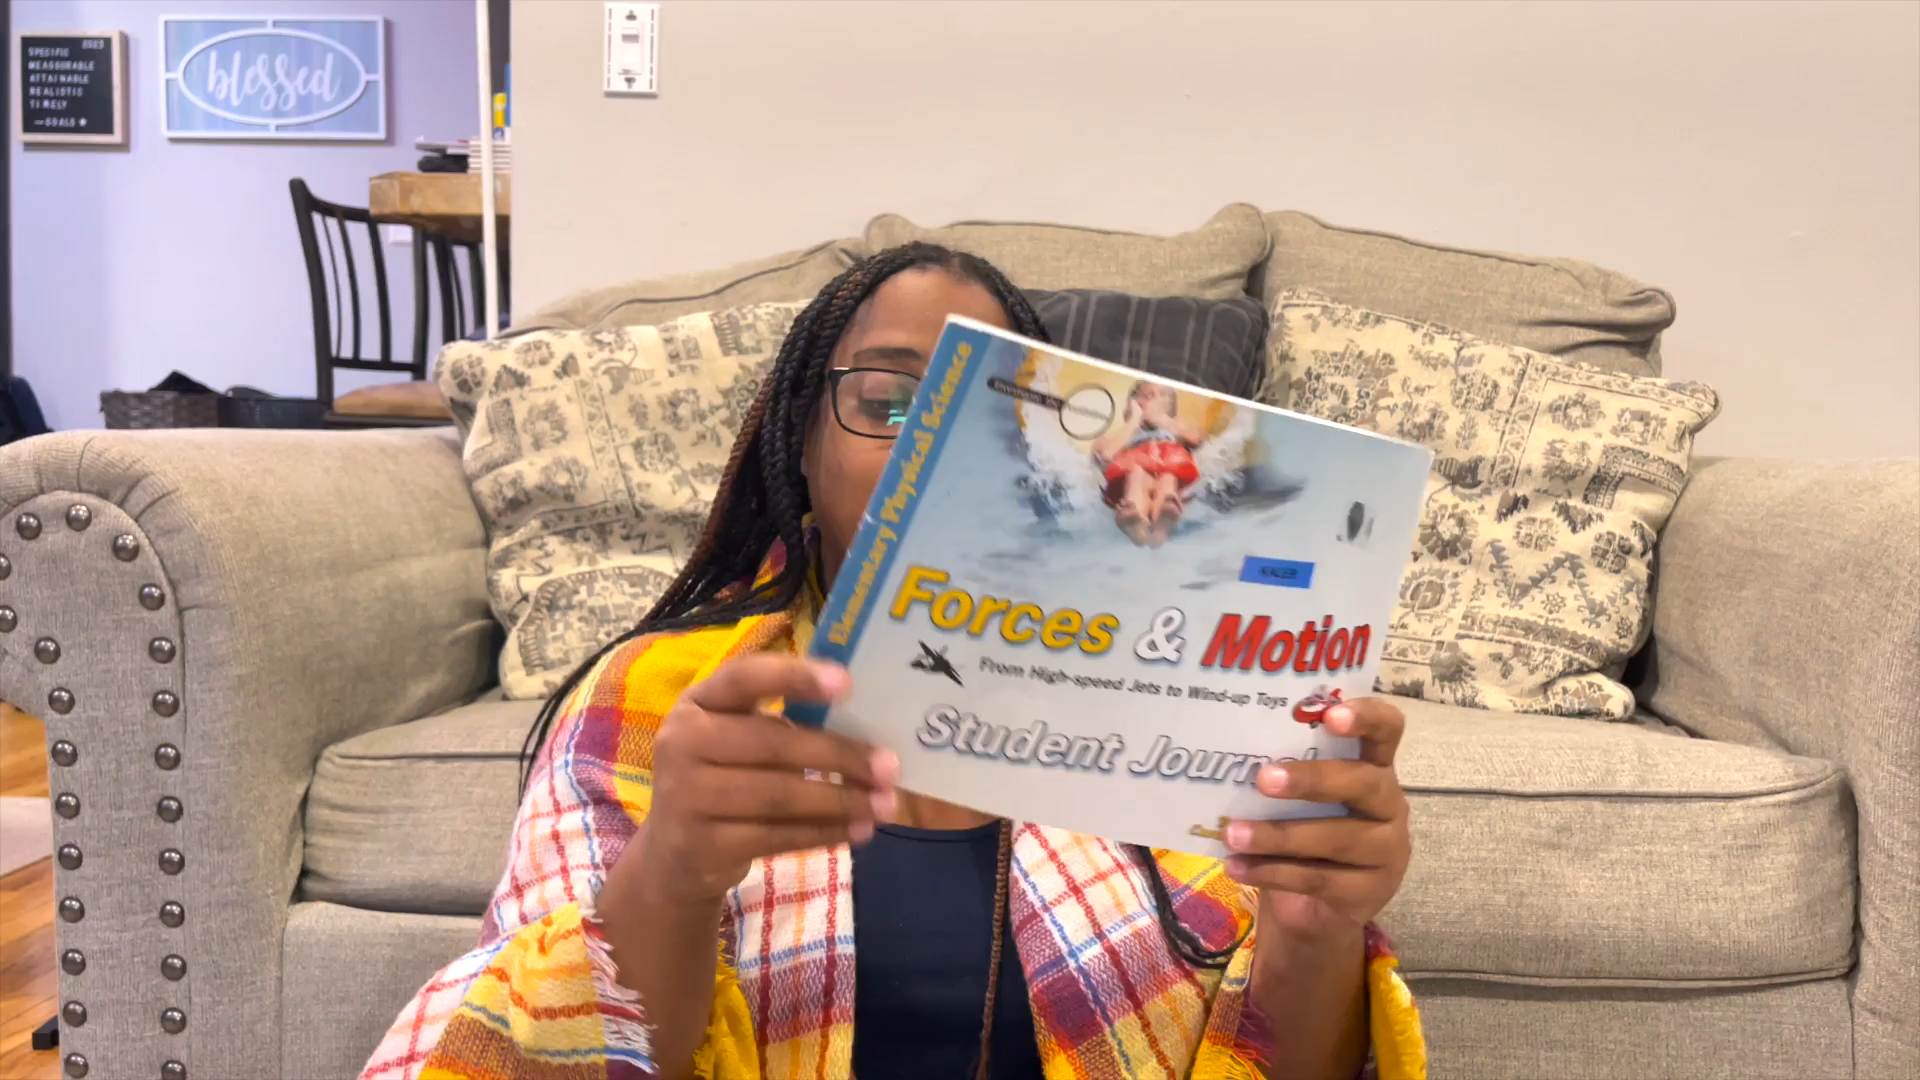 2023
SPECIFIC
MEASURABLE
ATTAINABLE
REALISTIC
TIMELY
—GOALS
blessed
Elementary Physical Science
Forces & Motion
From High-speed Jets to Wind-up Toys
Student Journal